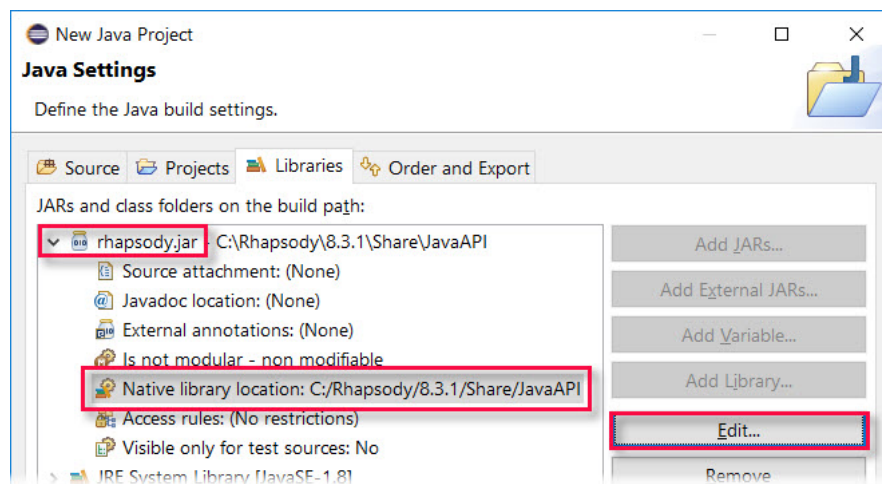 New Java Project
Java Settings
Define the Java build settings.
Source Projects Libraries Order and Export
JARs and class folders on the build path:
rhapsody.jar - C:\Rhapsody\8.3.1\Share\JavaAPI
Add JARs...
Source attachment: (None)
Add External JARs...
Javadoc location: (None)
External annotations: (None)
Add Variable...
Is not modular - non modifiable
Add Library...
Native library location: C:/Rhapsody/8.3.1/Share/JavaAPI
Access rules: (No restrictions)
Edit...
Visible only for test sources: No
JRE System Library [JavaSE-1.8]
Remove